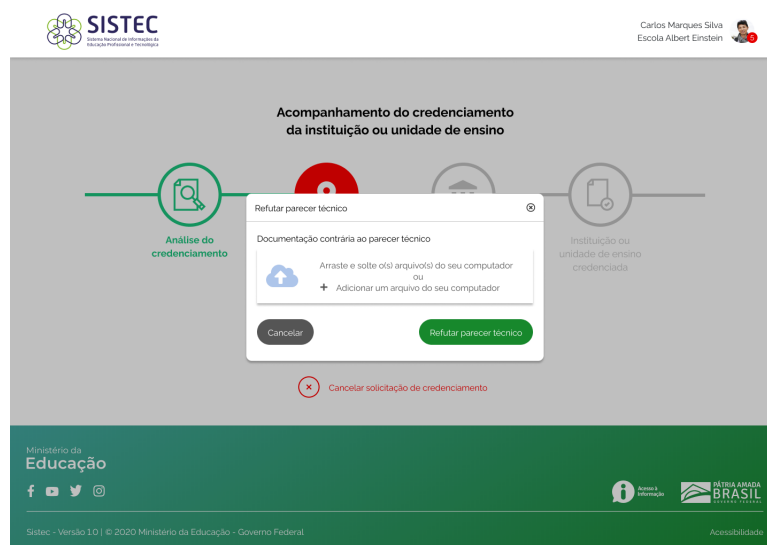 SISTEC
Sistema Nacional de Informações da
Educação Profissional e Tecnológica
Carlos Marques Silva
Escola Albert Einstein
5
Acompanhamento do credenciamento
da instituição ou unidade de ensino
Análise do
credenciamento
Instituição ou
unidade de ensino
credenciada
Refutar parecer técnico
Documentação contrária ao parecer técnico
Arraste e solte o(s) arquivo(s) do seu computador
ou
+ Adicionar um arquivo do seu computador
Cancelar
Refutar parecer técnico
Cancelar solicitação de credenciamento
Ministério da
Educação
Acesso à
Informação
PÁTRIA AMADA
BRASIL
GOVERNO FEDERAL
Sistec - Versão 1.0 | © 2020 Ministério da Educação - Governo Federal
Acessibilidade